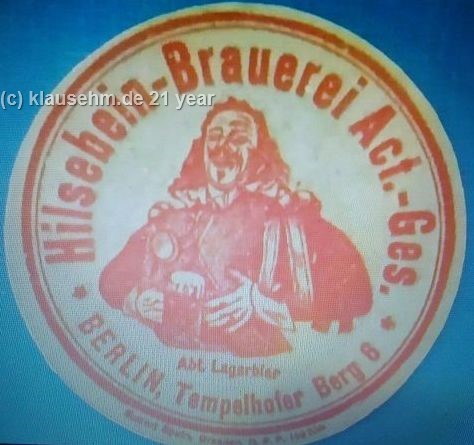 (c) klausehm.de 21 year
Hilsebein-Brauerei Act.-Ges.
Abt. Lagerbier
* BERLIN, Tempelhofer Berg 6 *